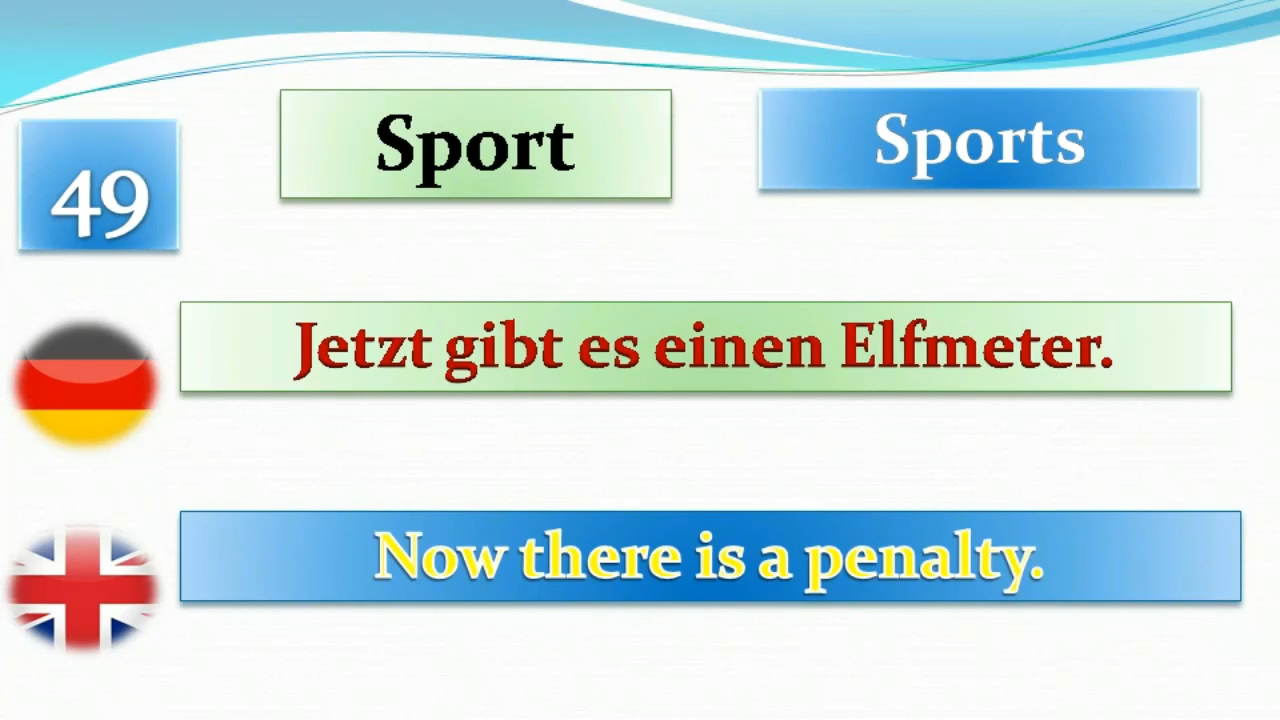 Sport
Sports
49
Jetzt gibt es einen Elfmeter.
Now there is a penalty.